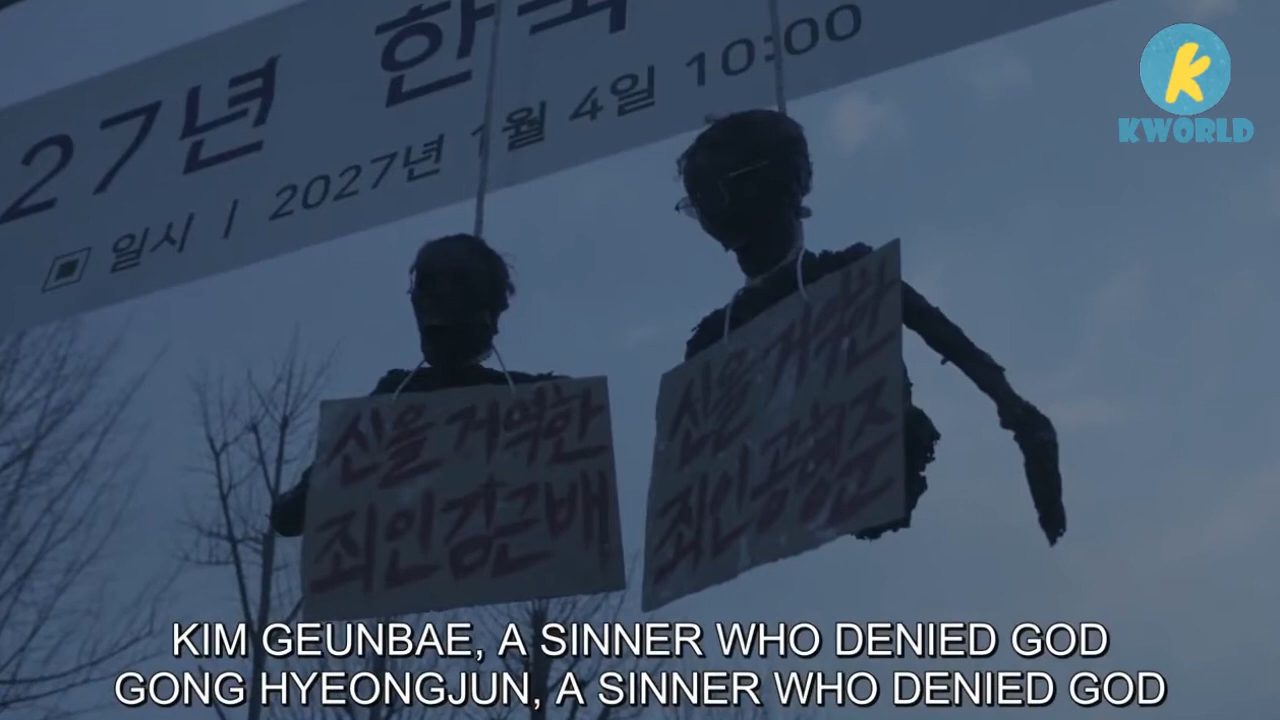 27년 한국
▣ 일시 / 2027년 1월 4일 10:00
K
KWORLD
신을 거역한
죄인 김근배
신을 거역한
죄인 공형준
KIM GEUNBAE, A SINNER WHO DENIED GOD
GONG HYEONGJUN, A SINNER WHO DENIED GOD